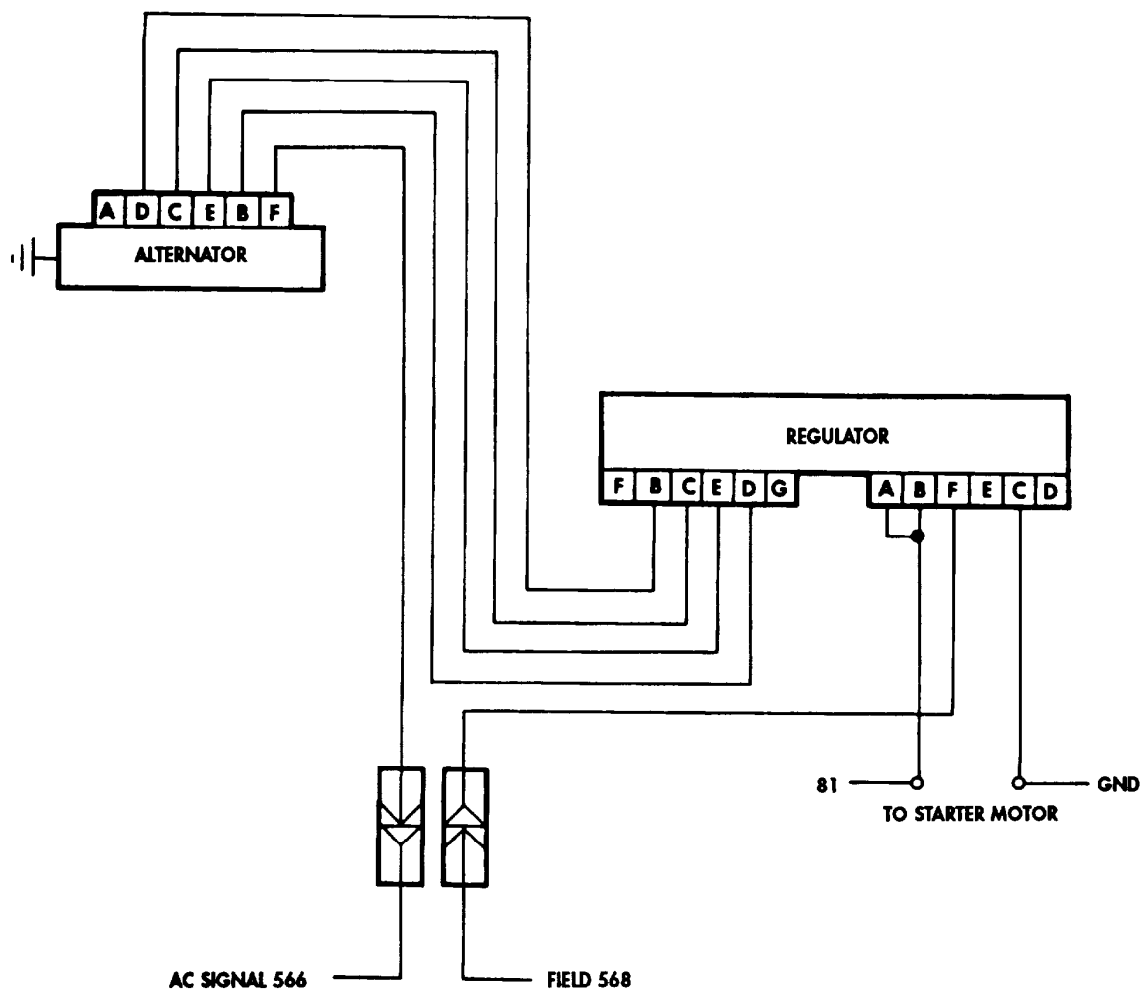 A D C E B F
ALTERNATOR
REGULATOR
F B C E D G
A B F E C D
81
GND
TO STARTER MOTOR
AC SIGNAL 566
FIELD 568